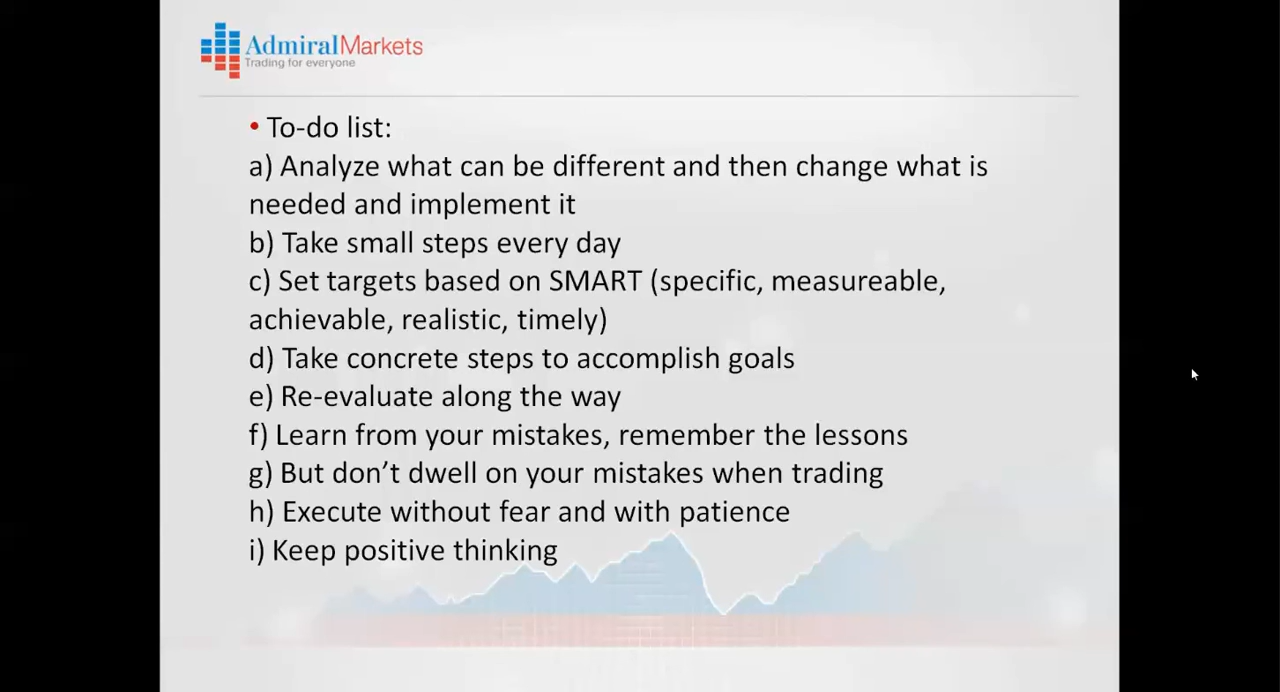 AdmiralMarkets
Trading for everyone
• To-do list:
a) Analyze what can be different and then change what is
needed and implement it
b) Take small steps every day
c) Set targets based on SMART (specific, measureable,
achievable, realistic, timely)
d) Take concrete steps to accomplish goals
e) Re-evaluate along the way
f) Learn from your mistakes, remember the lessons
g) But don’t dwell on your mistakes when trading
h) Execute without fear and with patience
i) Keep positive thinking